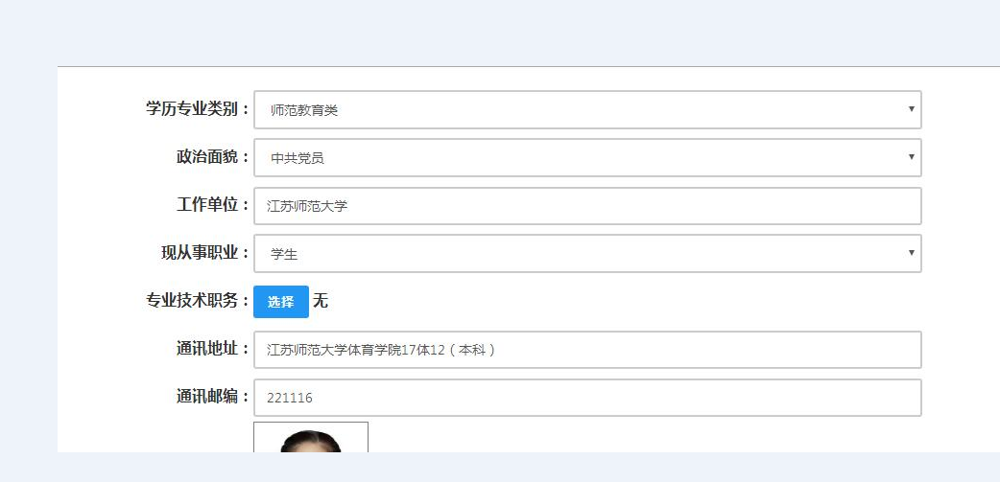 学历专业类别：师范教育类
政治面貌：中共党员
工作单位：江苏师范大学
现从事职业：学生
专业技术职务：选择 无
通讯地址：江苏师范大学体育学院17体12（本科）
通讯邮编：221116